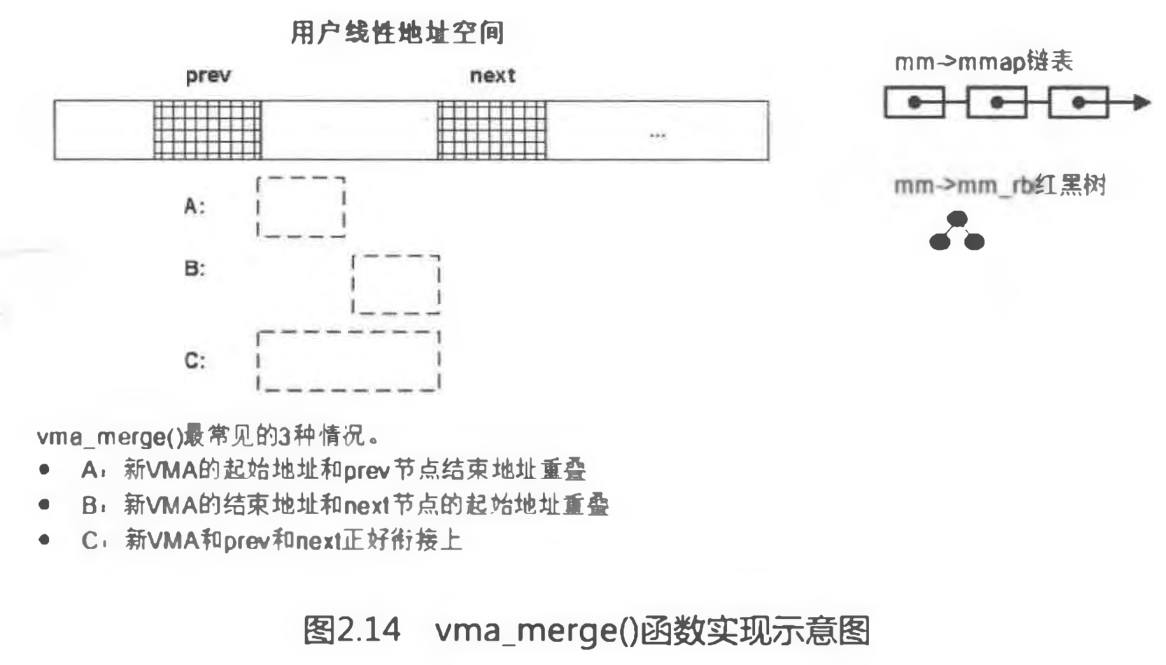 用户线性地址空间
prev
next
...
mm->mmap链表
mm->mm_rb红黑树
A:
B:
C:
vma_merge()最常见的3种情况。
• A: 新VMA的起始地址和prev节点结束地址重叠
• B: 新VMA的结束地址和next节点的起始地址重叠
• C: 新VMA和prev和next正好衔接上
图2.14 vma_merge()函数实现示意图